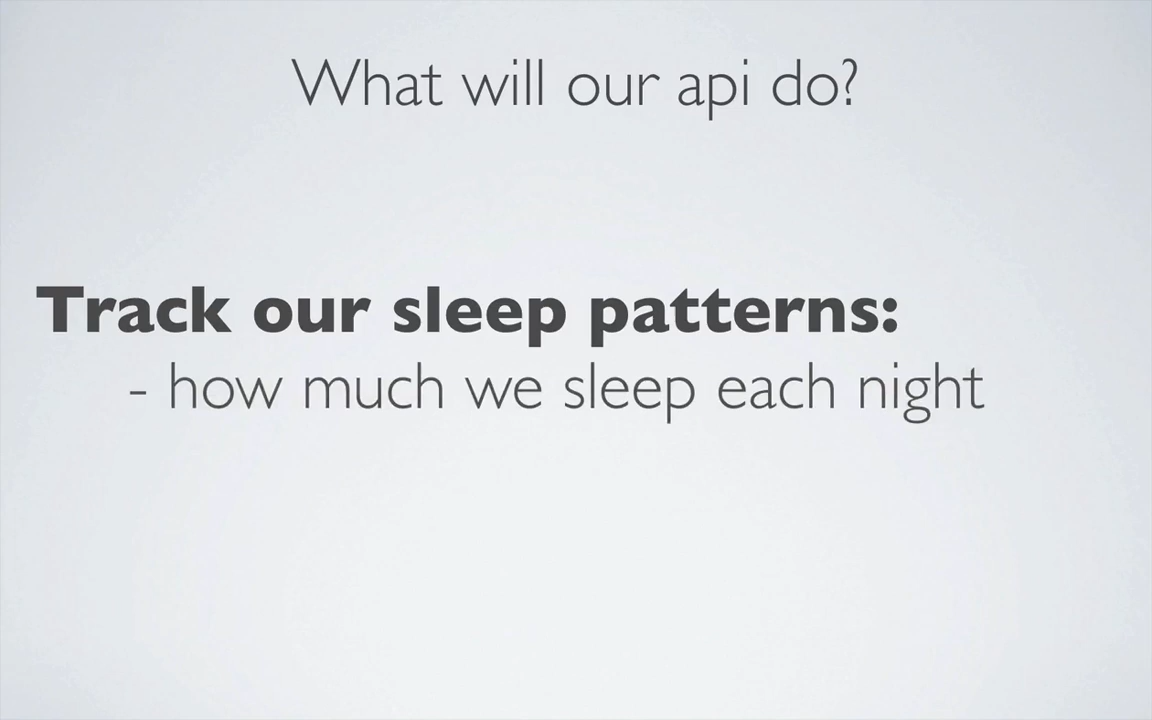 What will our api do?
Track our sleep patterns:
- how much we sleep each night